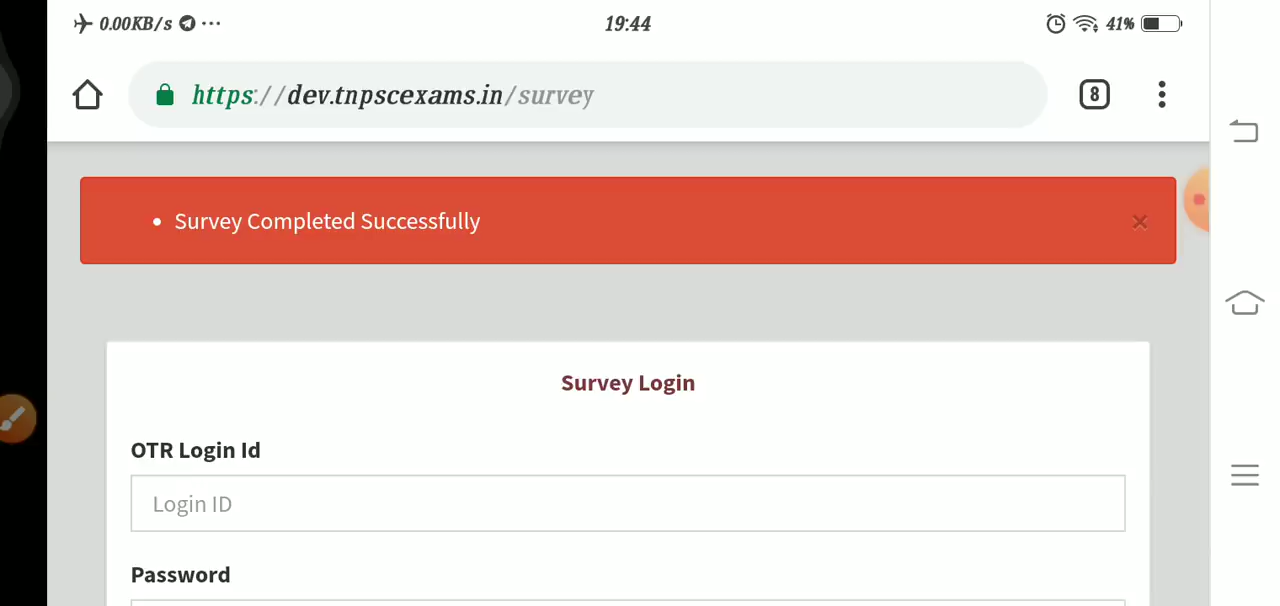 0.00KB/s ... 19:44 41%
https://dev.tnpscexams.in/survey 8
• Survey Completed Successfully ×
Survey Login
OTR Login Id
Login ID
Password